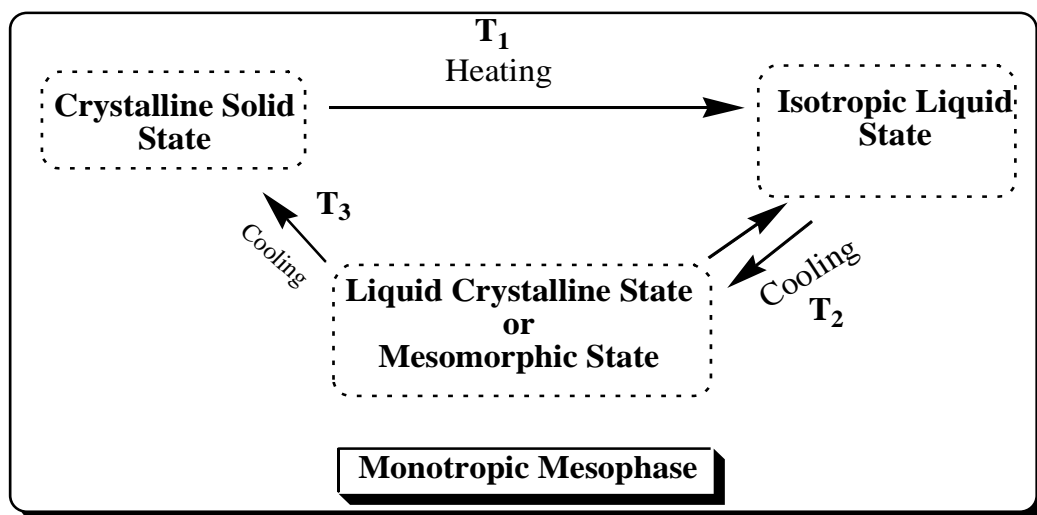 T1
Heating
Crystalline Solid
State
Isotropic Liquid
State
T3
Cooling
Liquid Crystalline State
or
Mesomorphic State
Cooling
T2
Monotropic Mesophase